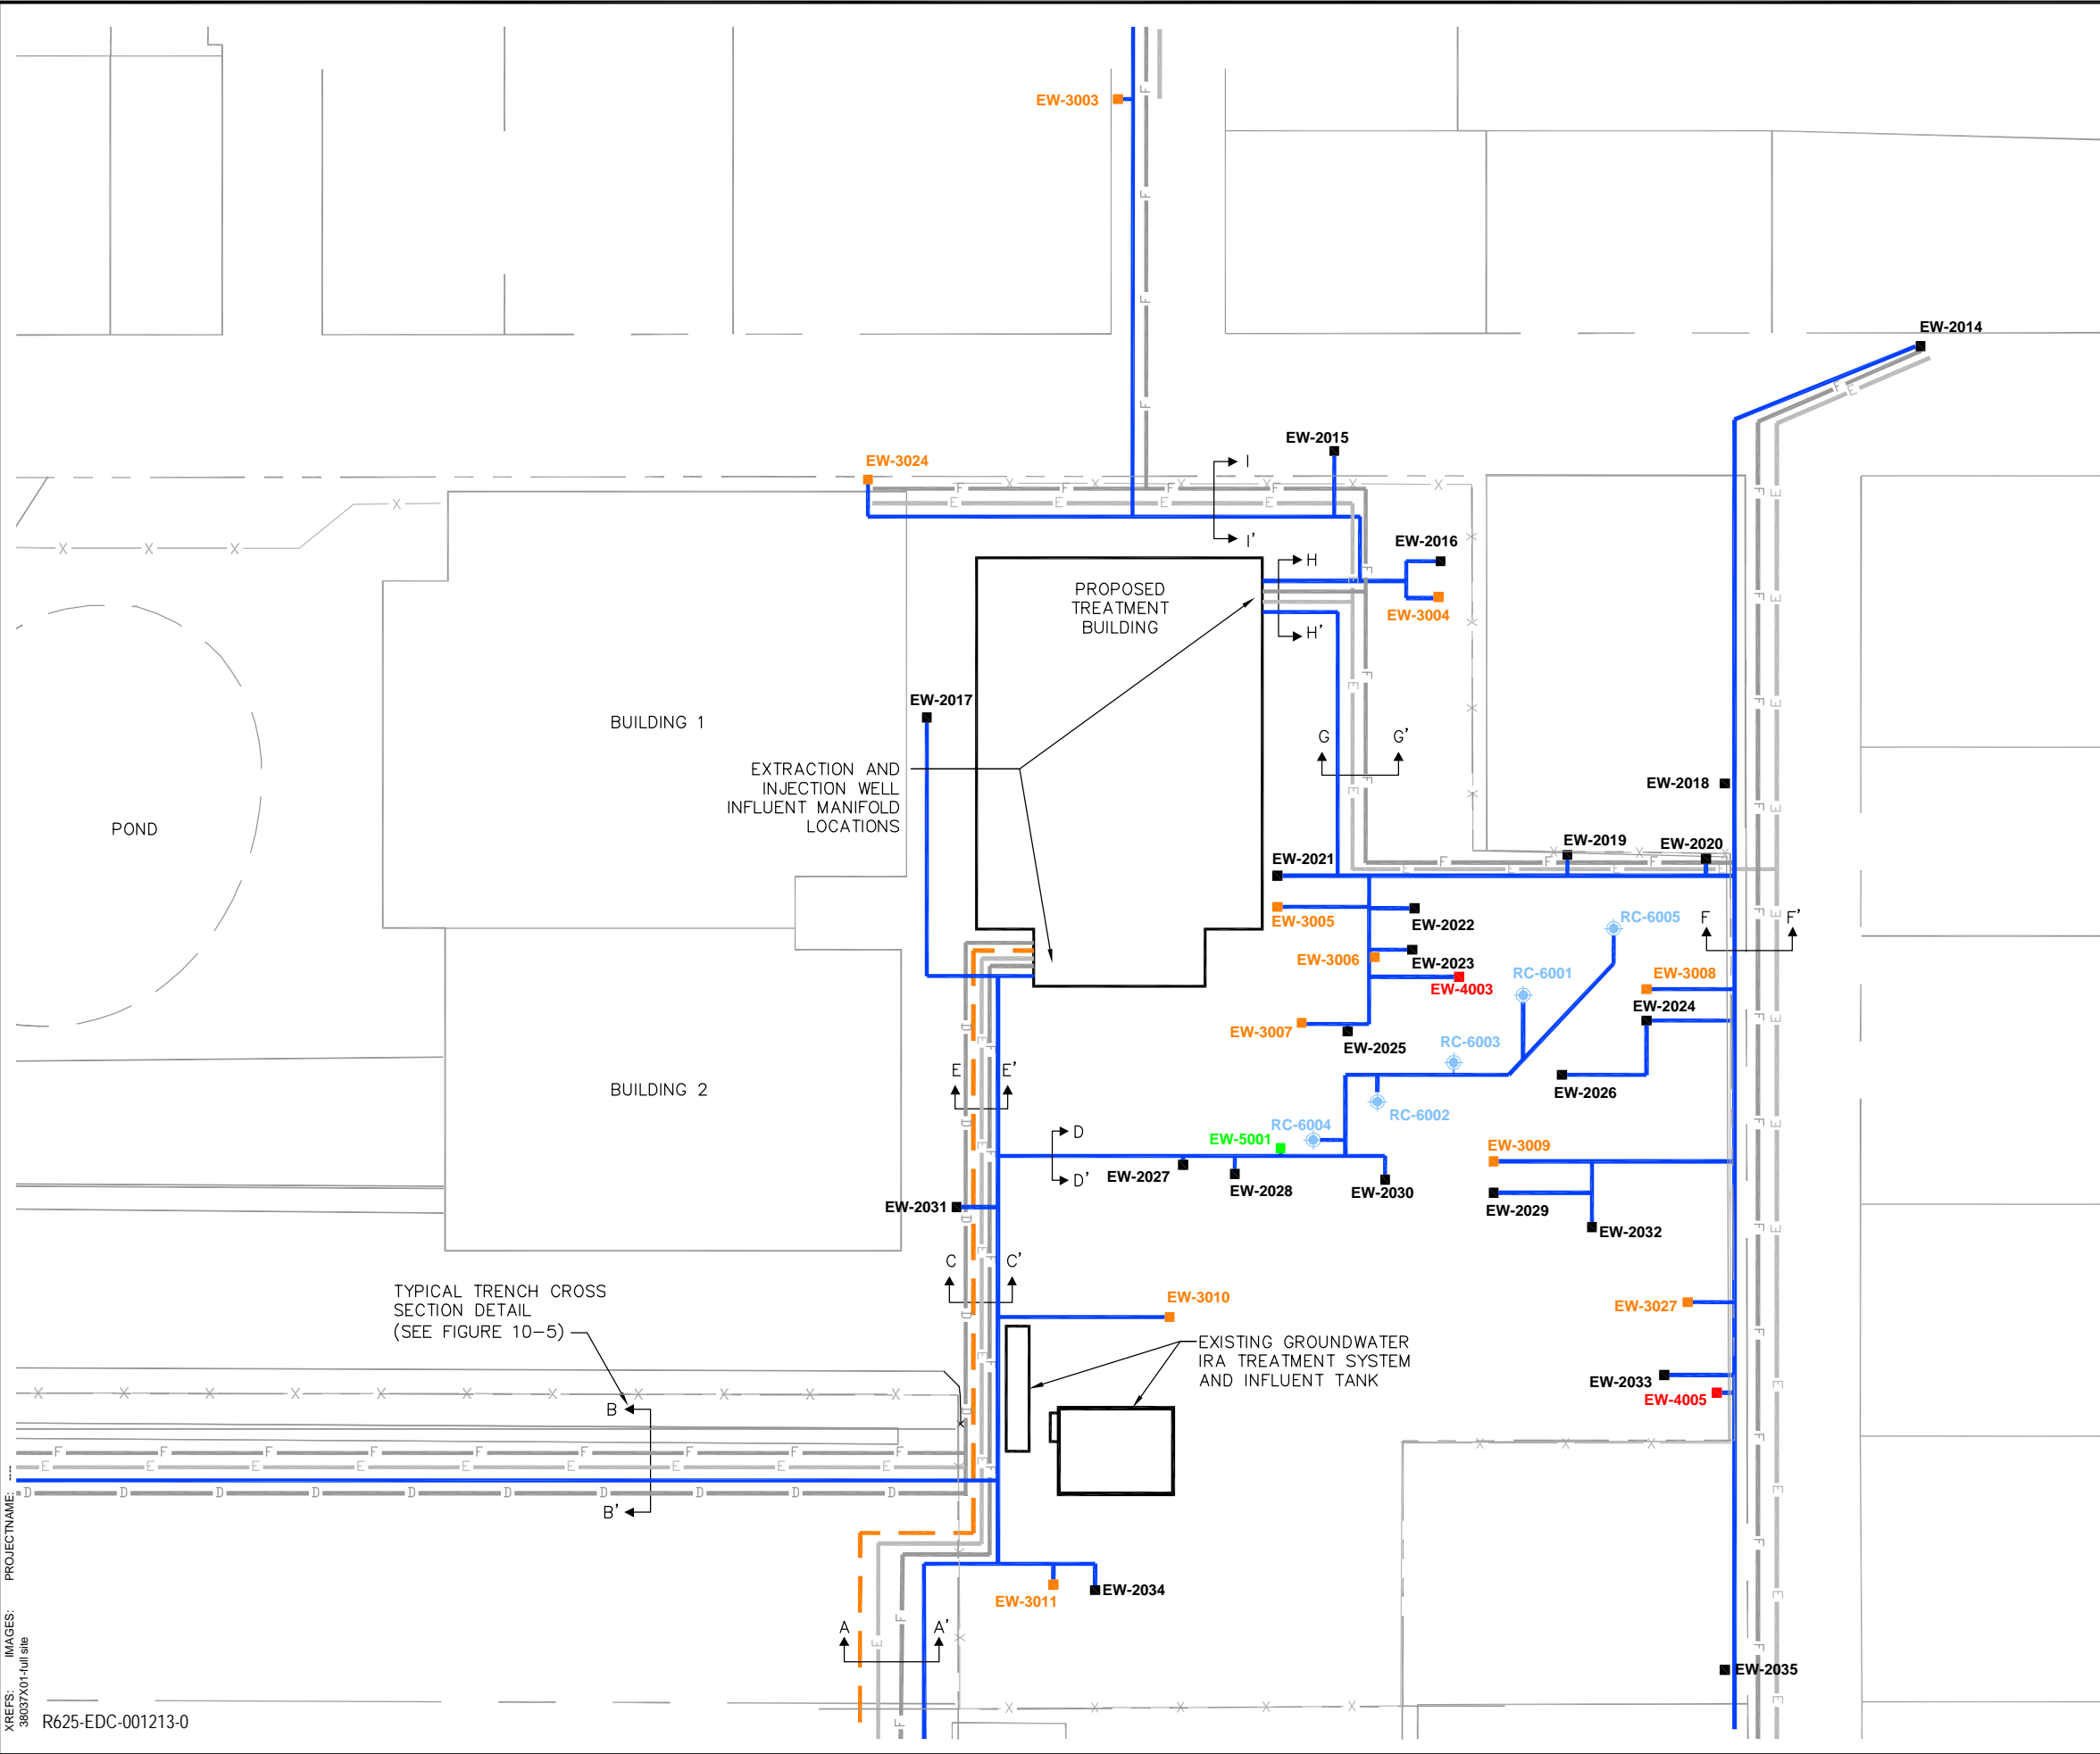 EW-3003
EW-2014
EW-2015
EW-3024
I
I'
EW-2016
H
PROPOSED
TREATMENT
BUILDING
EW-3004
H'
EW-2017
BUILDING 1
G G'
EXTRACTION AND
INJECTION WELL
INFLUENT MANIFOLD
LOCATIONS
EW-2018
POND
EW-2019
EW-2020
EW-2021
EW-3005
EW-2022
RC-6005
F F'
EW-3006
EW-2023
RC-6001
EW-3008
EW-4003
EW-2024
EW-3007
EW-2025
RC-6003
E E'
BUILDING 2
EW-2026
RC-6002
RC-6004
D
EW-5001
EW-3009
EW-2027
D'
EW-2028
EW-2030
EW-2031
EW-2029
EW-2032
C C'
TYPICAL TRENCH CROSS
SECTION DETAIL
(SEE FIGURE 10-5)
EW-3010
EW-3027
EXISTING GROUNDWATER
IRA TREATMENT SYSTEM
AND INFLUENT TANK
EW-2033
EW-4005
B
B'
EW-2034
EW-3011
A A'
EW-2035
XREFS: IMAGES: PROJECTNAME: ----
38037X01-full site
R625-EDC-001213-0